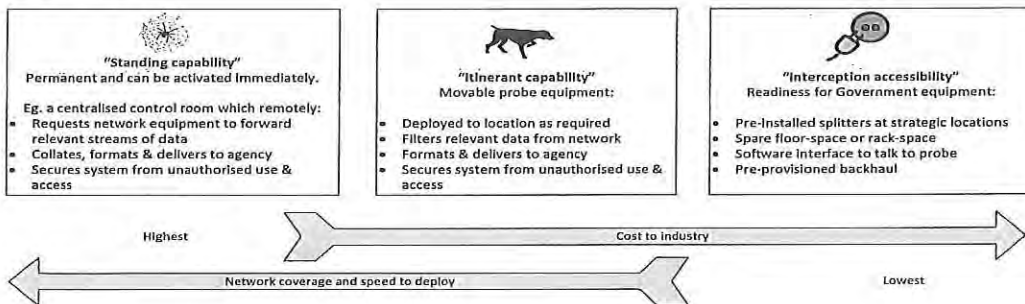 "Standing capability"
Permanent and can be activated immediately.
Eg. a centralised control room which remotely:
• Requests network equipment to forward
relevant streams of data
• Collates, formats & delivers to agency
• Secures system from unauthorised use &
access
"Itinerant capability"
Movable probe equipment:
• Deployed to location as required
• Filters relevant data from network
• Formats & delivers to agency
• Secures system from unauthorised use &
access
"Interception accessibility"
Readiness for Government equipment:
• Pre-installed splitters at strategic locations
• Spare floor-space or rack-space
• Software interface to talk to probe
• Pre-provisioned backhaul
Highest
Cost to industry
Network coverage and speed to deploy
Lowest